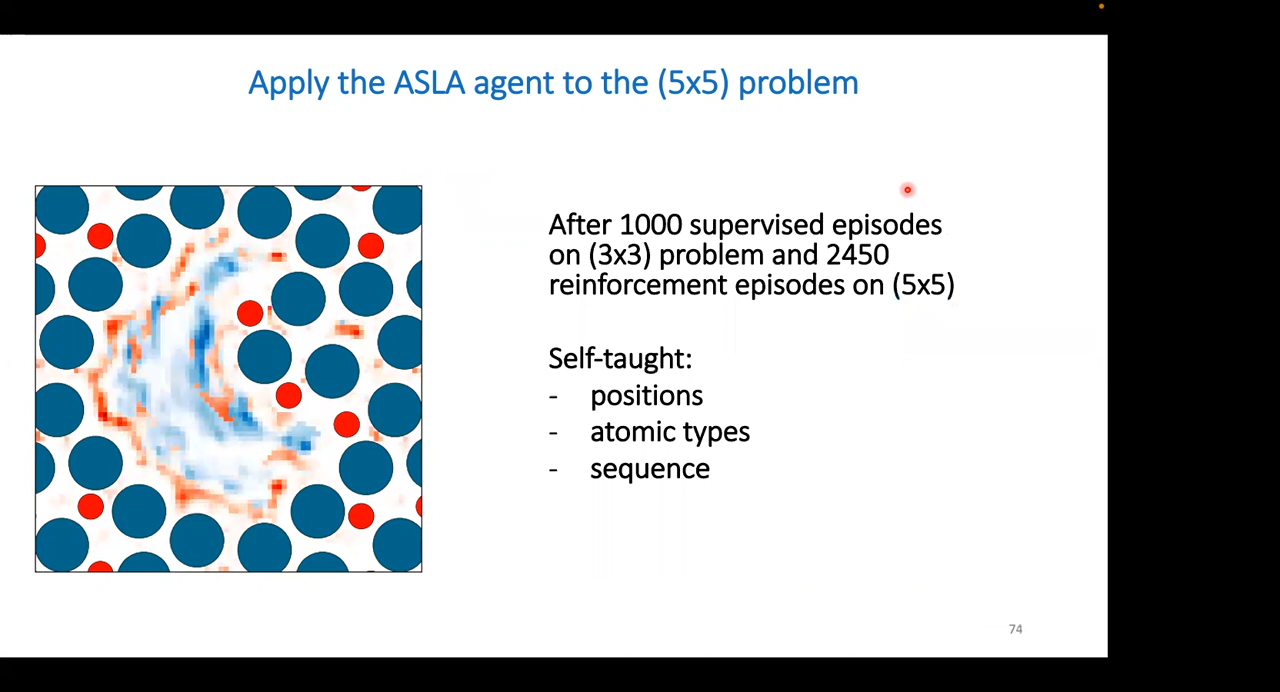 Apply the ASLA agent to the (5x5) problem
After 1000 supervised episodes
on (3x3) problem and 2450
reinforcement episodes on (5x5)
Self-taught:
- positions
- atomic types
- sequence
74